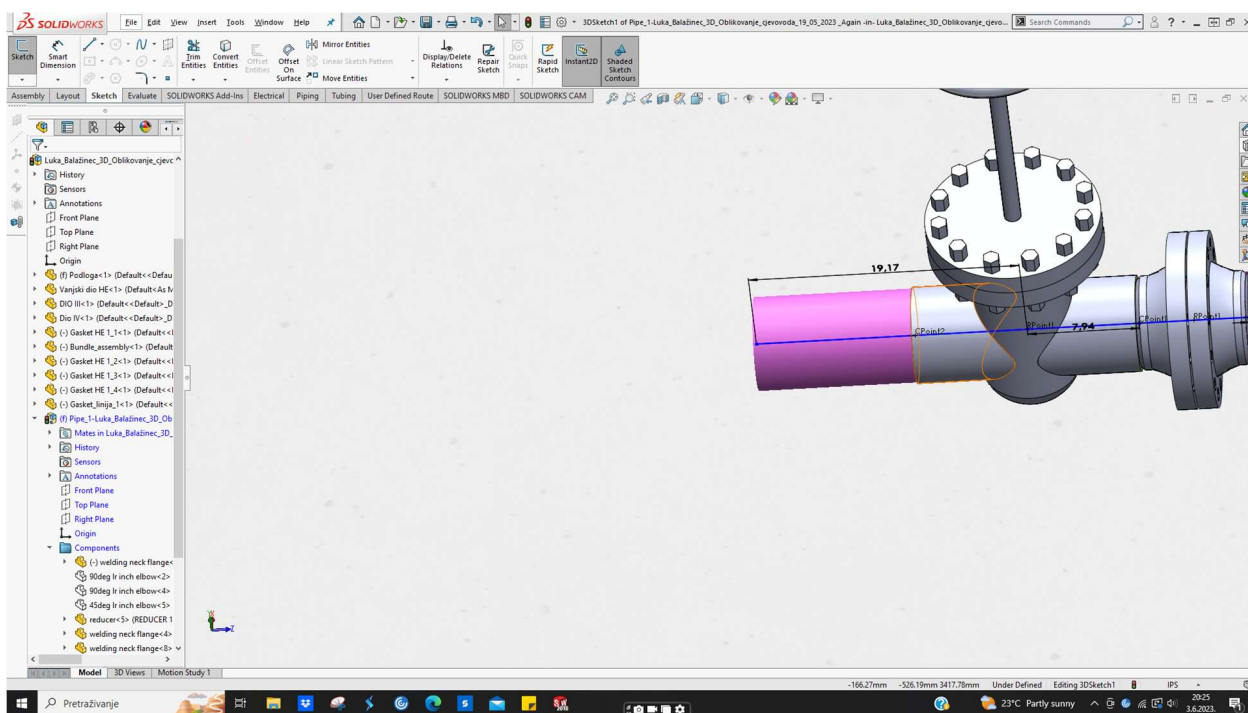 SOLIDWORKS File Edit View Insert Tools Window Help 3DSketch1 of Pipe_1-Luka_Balažinec_3D_Oblikovanje_cjevovoda_19_05_2023 _Again -in- Luka_Balažinec_3D_Oblikovanje_cjevo... Search Commands
Sketch Smart Dimension Trim Entities Convert Entities Offset Entities Offset On Surface Mirror Entities Linear Sketch Pattern Move Entities Display/Delete Relations Repair Sketch Quick Snaps Rapid Sketch Instant2D Shaded Sketch Contours
Assembly Layout Sketch Evaluate SOLIDWORKS Add-Ins Electrical Piping Tubing User Defined Route SOLIDWORKS MBD SOLIDWORKS CAM
Luka_Balažinec_3D_Oblikovanje_cjevc
History
Sensors
Annotations
Front Plane
Top Plane
Right Plane
Origin
(f) Podloga<1> (Default<<Defau
Vanjski dio HE<1> (Default<As M
DIO III<1> (Default<<Default>_D
Dio IV<1> (Default<<Default>_D
(-) Gasket HE 1_1<1> (Default<<
(-) Bundle_assembly<1> (Default
(-) Gasket HE 1_2<1> (Default<<
(-) Gasket HE 1_3<1> (Default<<
(-) Gasket HE 1_4<1> (Default<<
(-) Gasket_linija_1<1> (Default<<
(f) Pipe_1-Luka_Balažinec_3D_Ob
Mates in Luka_Balažinec_3D_
History
Sensors
Annotations
Front Plane
Top Plane
Right Plane
Origin
Components
(-) welding neck flange<
90deg lr inch elbow<2>
90deg lr inch elbow<4>
45deg lr inch elbow<5>
reducer<5> (REDUCER 1
welding neck flange<4>
welding neck flange<8>
19,17
CPoint2
RPoint1
7,94
CPoint1
RPoint1
Y
Z
Model 3D Views Motion Study 1
-166.27mm -526.19mm 3417.78mm Under Defined Editing 3DSketch1 IPS
Pretraživanje 23°C Partly sunny 20:25
3.6.2023.